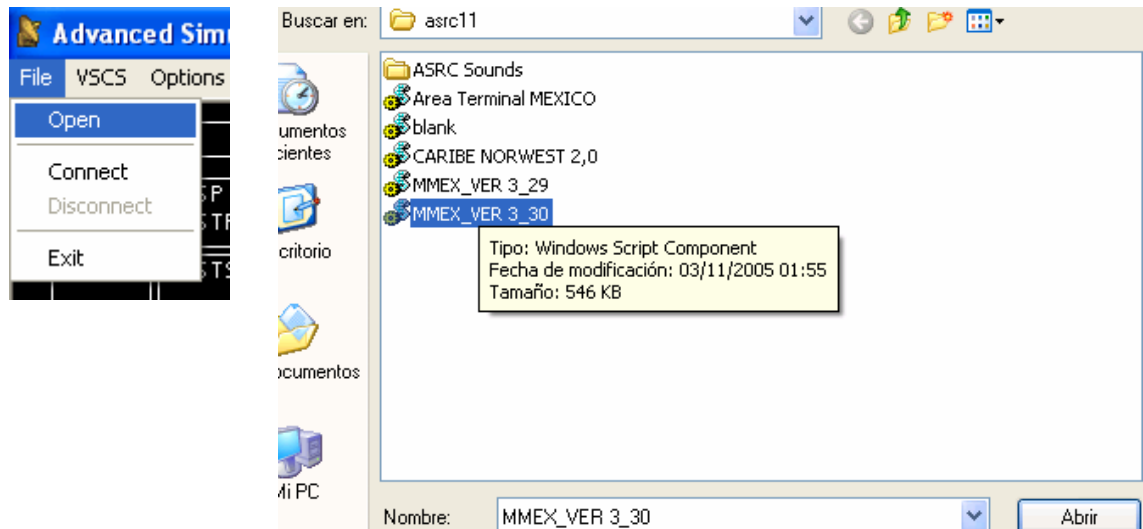 Advanced Sim
File VSCS Options
Open
Connect
Disconnect
Exit
Buscar en: asrc11
ASRC Sounds
Area Terminal MEXICO
blank
CARIBE NORWEST 2,0
MMEX_VER 3_29
MMEX_VER 3_30
Tipo: Windows Script Component
Fecha de modificación: 03/11/2005 01:55
Tamaño: 546 KB
umentos
cientes
critorio
ocumentos
Mi PC
Nombre: MMEX_VER 3_30 Abrir